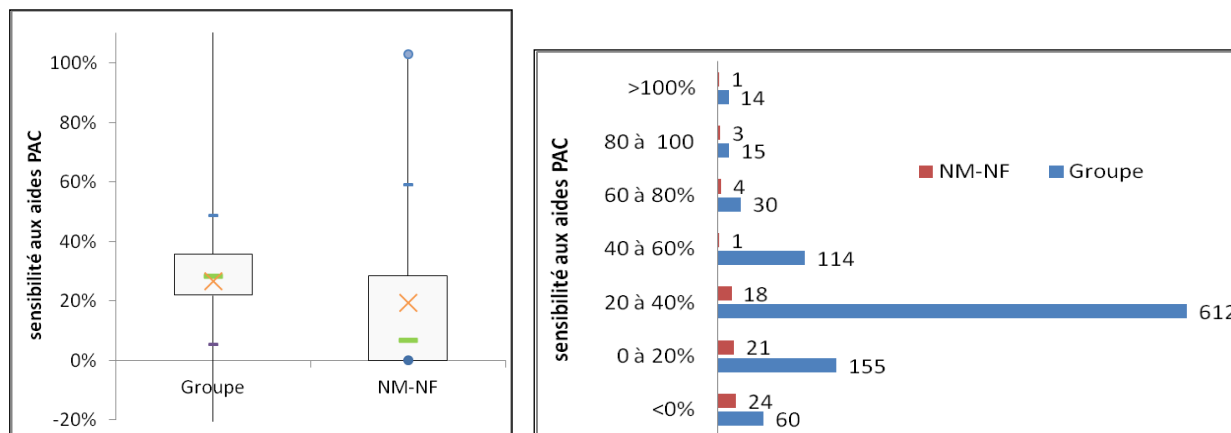 sensibilité aux aides PAC
100%
80%
60%
40%
20%
0%
-20%
Groupe
NM-NF
sensibilité aux aides PAC
>100%
1
14
80 à 100
3
15
60 à 80%
4
30
NM-NF
Groupe
40 à 60%
1
114
20 à 40%
18
612
0 à 20%
21
155
<0%
24
60